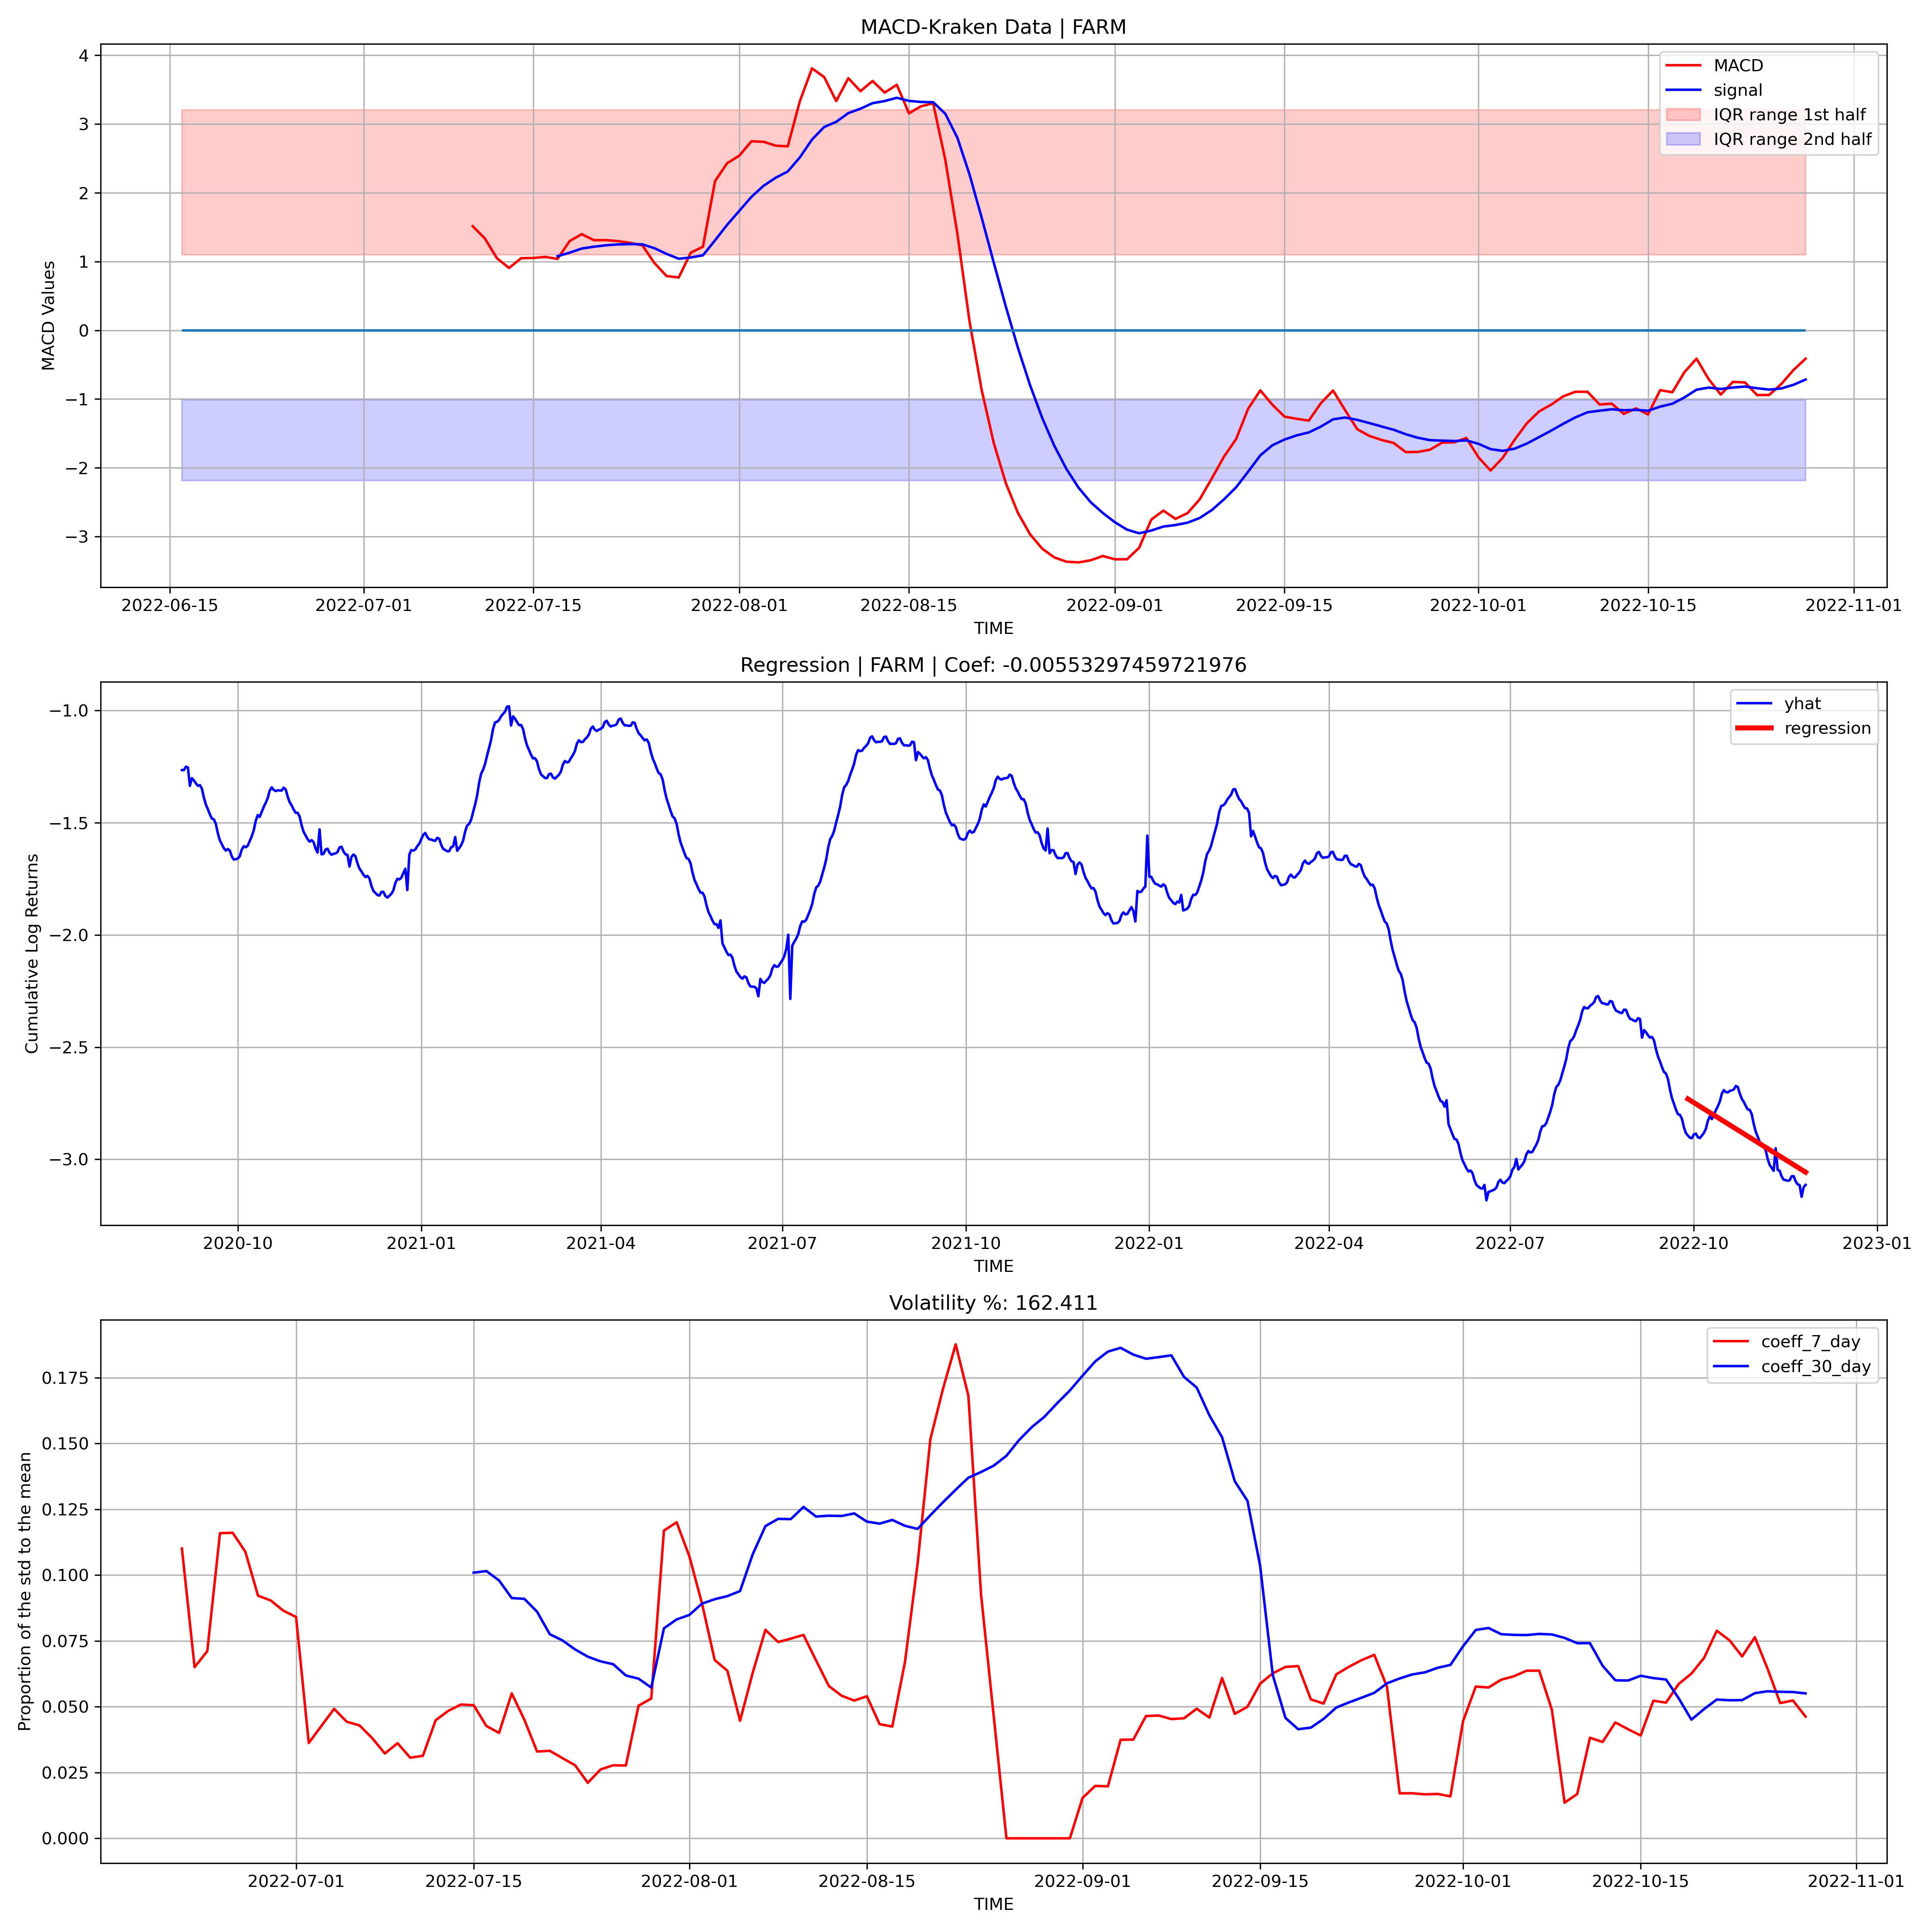 MACD-Kraken Data | FARM
MACD Values
4
3
2
1
0
−1
−2
−3
MACD
signal
IQR range 1st half
IQR range 2nd half
2022-06-15 2022-07-01 2022-07-15 2022-08-01 2022-08-15 2022-09-01 2022-09-15 2022-10-01 2022-10-15 2022-11-01
TIME
Regression | FARM | Coef: -0.00553297459721976
Cumulative Log Returns
−1.0
−1.5
−2.0
−2.5
−3.0
yhat
regression
2020-10 2021-01 2021-04 2021-07 2021-10 2022-01 2022-04 2022-07 2022-10 2023-01
TIME
Volatility %: 162.411
Proportion of the std to the mean
0.175
0.150
0.125
0.100
0.075
0.050
0.025
0.000
coeff_7_day
coeff_30_day
2022-07-01 2022-07-15 2022-08-01 2022-08-15 2022-09-01 2022-09-15 2022-10-01 2022-10-15 2022-11-01
TIME